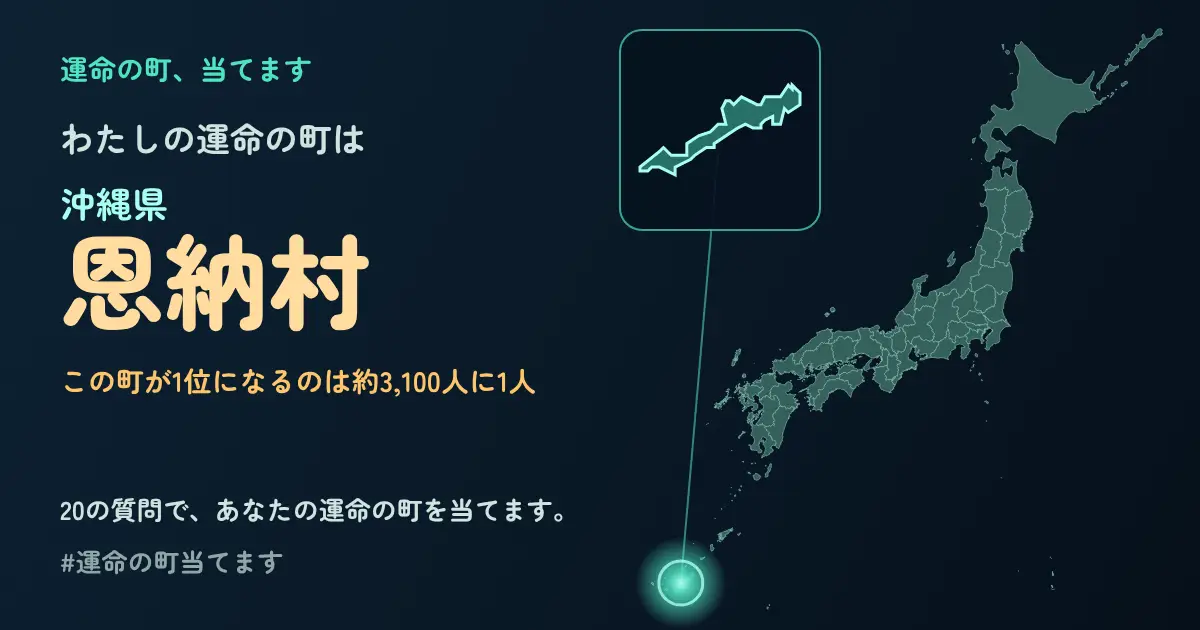 運命の町、当てます
わたしの運命の町は
沖縄県
恩納村
この町が1位になるのは約3,100人に1人
20の質問で、あなたの運命の町を当てます。
#運命の町当てます